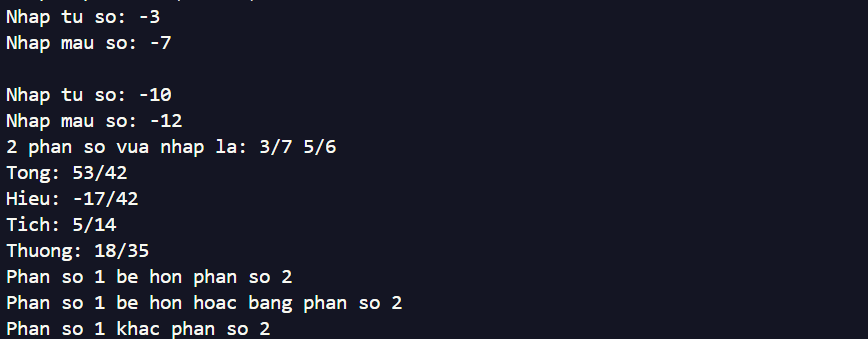 Nhap tu so: -3
Nhap mau so: -7
Nhap tu so: -10
Nhap mau so: -12
2 phan so vua nhap la: 3/7 5/6
Tong: 53/42
Hieu: -17/42
Tich: 5/14
Thuong: 18/35
Phan so 1 be hon phan so 2
Phan so 1 be hon hoac bang phan so 2
Phan so 1 khac phan so 2